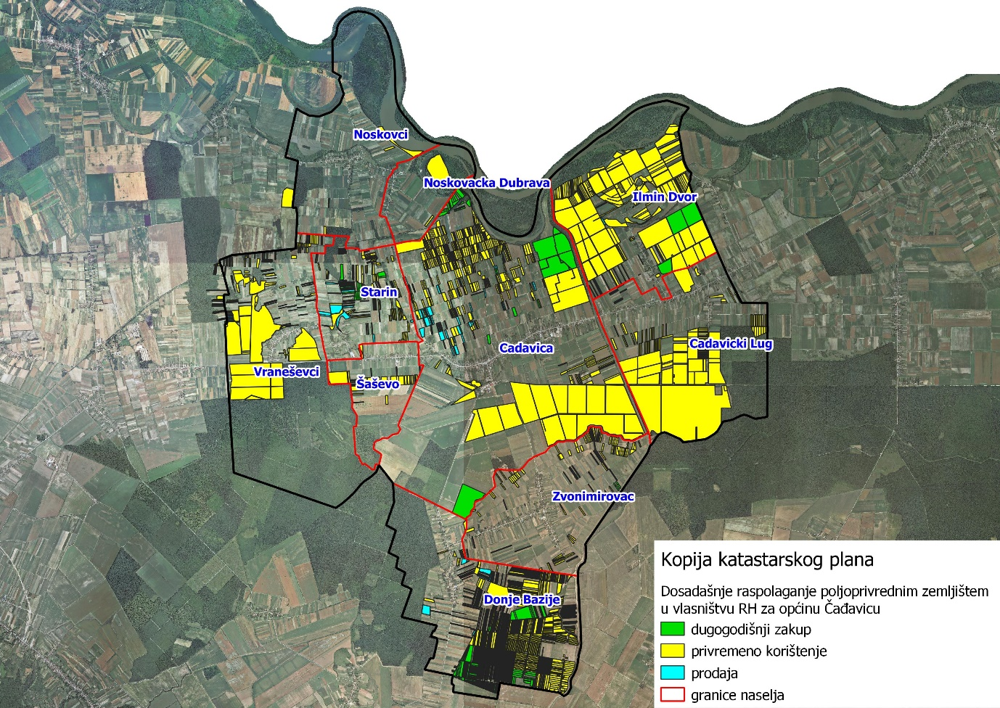 Noskovci
Noskovacka Dubrava
Ilmin Dvor
Starin
Cadavica
Cadavicki Lug
Vraneševci
Šaševo
Zvonimirovac
Donje Bazije
Kopija katastarskog plana
Dosadašnje raspolaganje poljoprivrednim zemljištem
u vlasništvu RH za općinu Čađavicu
dugogodišnji zakup
privremeno korištenje
prodaja
granice naselja